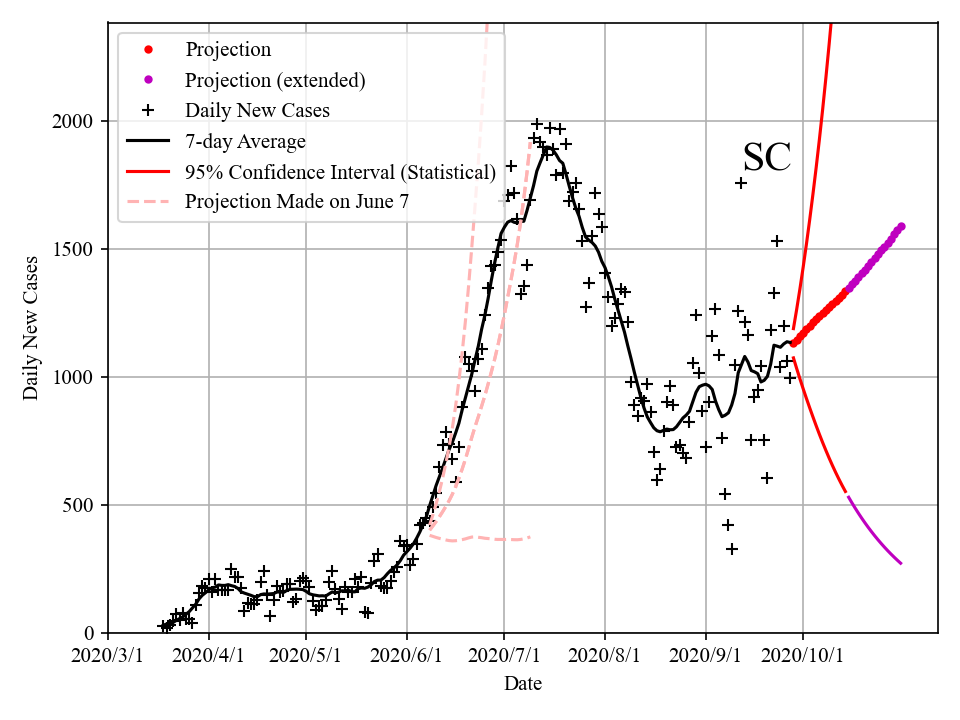 Projection
Projection (extended)
Daily New Cases
7-day Average
95% Confidence Interval (Statistical)
Projection Made on June 7
SC
2000
1500
1000
500
0
Daily New Cases
2020/3/1 2020/4/1 2020/5/1 2020/6/1 2020/7/1 2020/8/1 2020/9/1 2020/10/1
Date